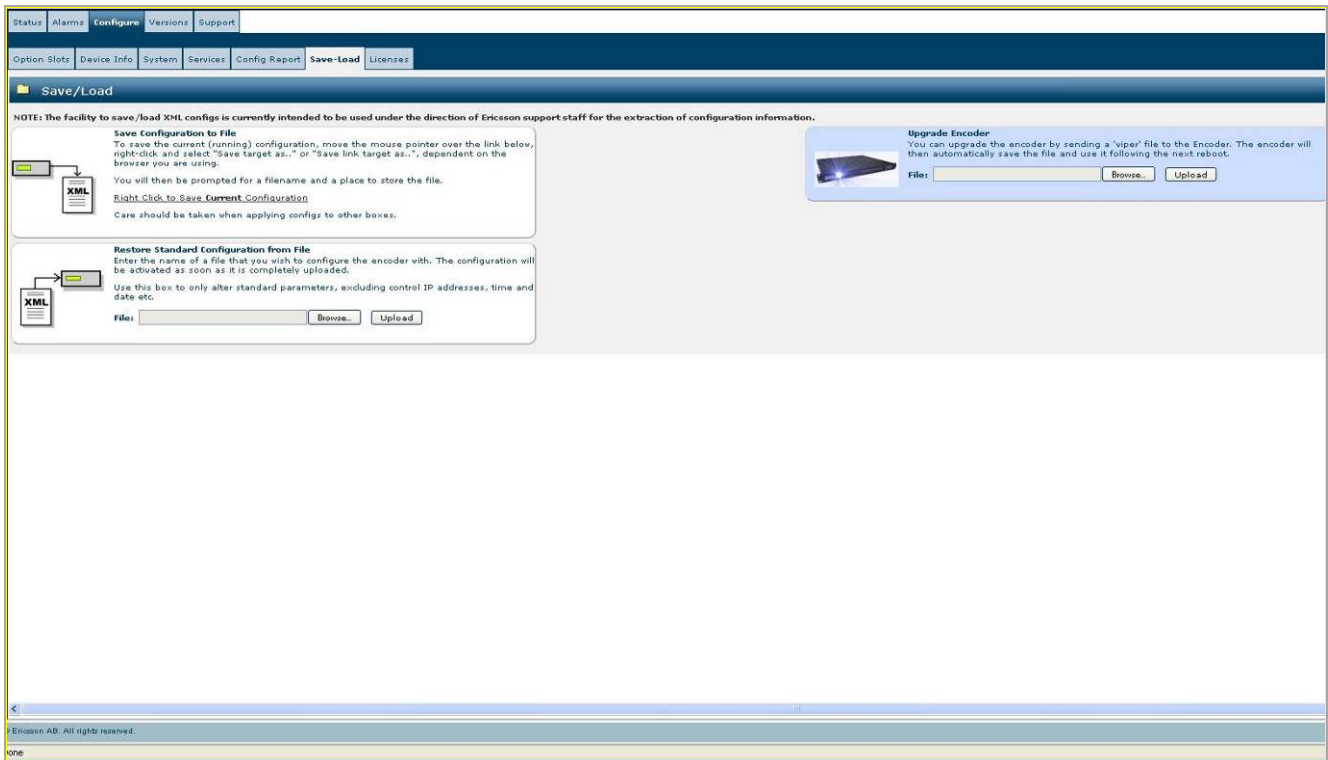 Status Alarms Configure Versions Support
Option Slots Device Info System Services Config Report Save-Load Licenses
Save/Load
NOTE: The facility to save/load XML configs is currently intended to be used under the direction of Ericsson support staff for the extraction of configuration information.
Save Configuration to File
To save the current (running) configuration, move the mouse pointer over the link below,
right-click and select "Save target as.." or "Save link target as..", dependent on the
browser you are using.
You will then be prompted for a filename and a place to store the file.
Right Click to Save Current Configuration
Care should be taken when applying configs to other boxes.
XML
Upgrade Encoder
You can upgrade the encoder by sending a 'viper' file to the Encoder. The encoder will
then automatically save the file and use it following the next reboot.
File: Browse... Upload
Restore Standard Configuration from File
Enter the name of a file that you wish to configure the encoder with. The configuration will
be activated as soon as it is completely uploaded.
Use this box to only alter standard parameters, excluding control IP addresses, time and
date etc.
XML
File: Browse... Upload
Ericsson AB. All rights reserved.
one